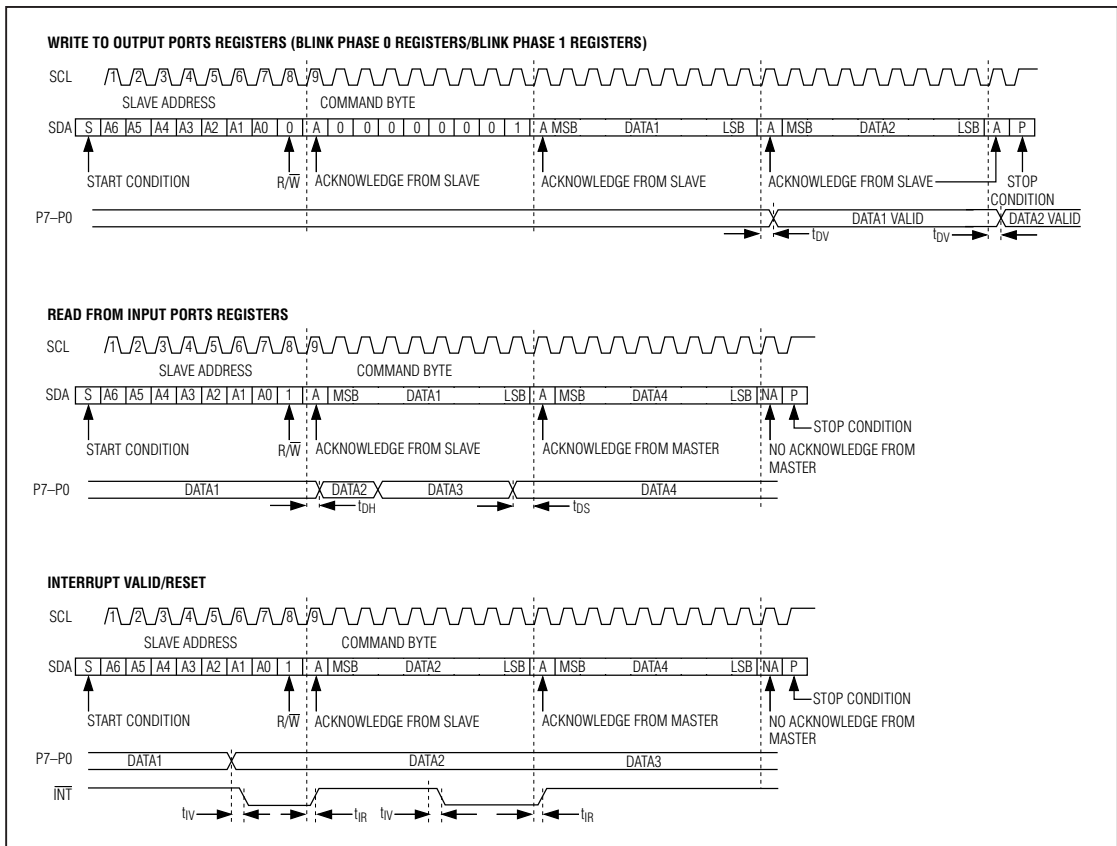 WRITE TO OUTPUT PORTS REGISTERS (BLINK PHASE 0 REGISTERS/BLINK PHASE 1 REGISTERS)
SCL 1 2 3 4 5 6 7 8 9
SLAVE ADDRESS COMMAND BYTE
SDA S A6 A5 A4 A3 A2 A1 A0 0 A 0 0 0 0 0 0 0 1 A MSB DATA1 LSB A MSB DATA2 LSB A P
START CONDITION R/W̅ ACKNOWLEDGE FROM SLAVE ACKNOWLEDGE FROM SLAVE ACKNOWLEDGE FROM SLAVE STOP CONDITION
P7–P0 DATA1 VALID DATA2 VALID
tDV tDV
READ FROM INPUT PORTS REGISTERS
SCL 1 2 3 4 5 6 7 8 9
SLAVE ADDRESS COMMAND BYTE
SDA S A6 A5 A4 A3 A2 A1 A0 1 A MSB DATA1 LSB A MSB DATA4 LSB NA P
STOP CONDITION
START CONDITION R/W̅ ACKNOWLEDGE FROM SLAVE ACKNOWLEDGE FROM MASTER NO ACKNOWLEDGE FROM MASTER
P7–P0 DATA1 DATA2 DATA3 DATA4
tDH tDS
INTERRUPT VALID/RESET
SCL 1 2 3 4 5 6 7 8 9
SLAVE ADDRESS COMMAND BYTE
SDA S A6 A5 A4 A3 A2 A1 A0 1 A MSB DATA2 LSB A MSB DATA4 LSB NA P
STOP CONDITION
START CONDITION R/W̅ ACKNOWLEDGE FROM SLAVE ACKNOWLEDGE FROM MASTER NO ACKNOWLEDGE FROM MASTER
P7–P0 DATA1 DATA2 DATA3
I̅N̅T̅
tIV tIR tIV tIR